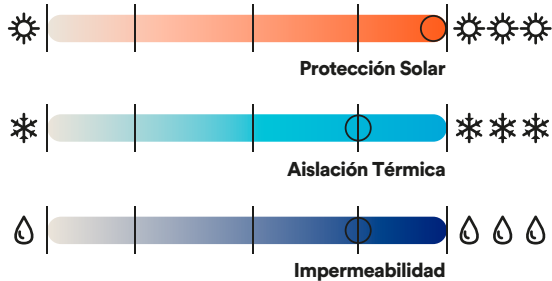 Protección Solar
Aislación Térmica
Impermeabilidad